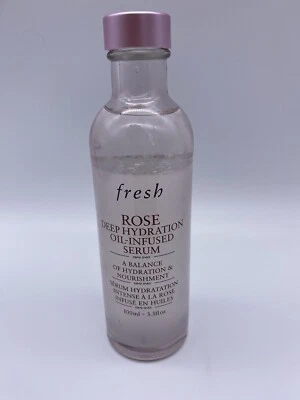 fresh
ROSE
DEEP HYDRATION
OIL-INFUSED
SERUM
A BALANCE
OF HYDRATION &
NOURISHMENT
SÉRUM HYDRATATION
INTENSE À LA ROSE
INFUSÉ EN HUILES
100ml - 3.3fl oz